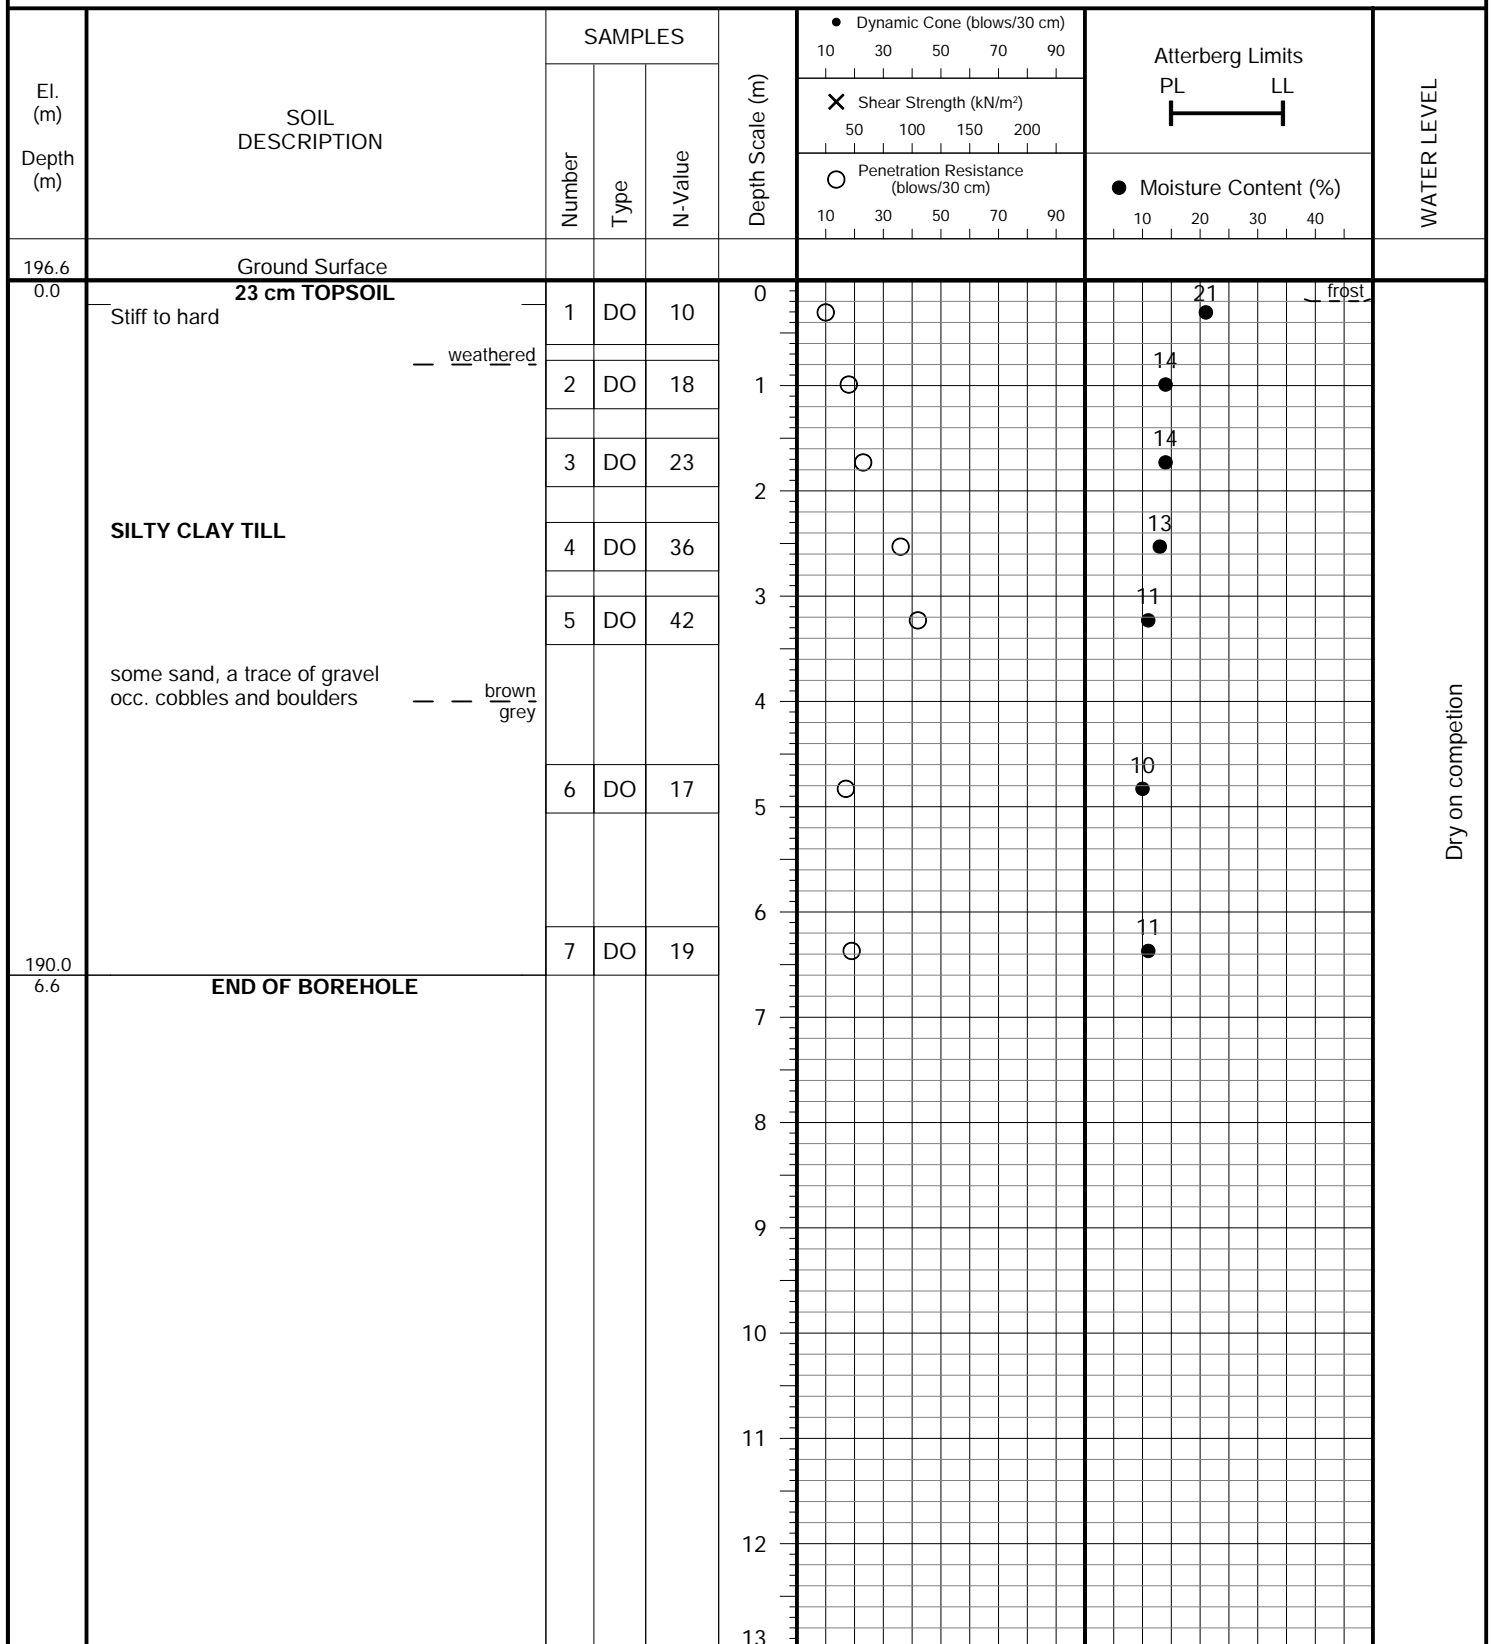 El.
(m)
Depth
(m)
SOIL
DESCRIPTION
SAMPLES
Number
Type
N-Value
Depth Scale (m)
Dynamic Cone (blows/30 cm)
10 30 50 70 90
Shear Strength (kN/m²)
50 100 150 200
Penetration Resistance
(blows/30 cm)
10 30 50 70 90
Atterberg Limits
PL LL
Moisture Content (%)
10 20 30 40
WATER LEVEL
196.6 Ground Surface
0.0 23 cm TOPSOIL 0 21 frost
Stiff to hard 1 DO 10
weathered 14
2 DO 18 1
14
3 DO 23
2
13
SILTY CLAY TILL
4 DO 36
3 11
5 DO 42
some sand, a trace of gravel
occ. cobbles and boulders brown 4
grey
10
6 DO 17
5
Dry on competion
6
11
7 DO 19
190.0
6.6 END OF BOREHOLE
7
8
9
10
11
12
13